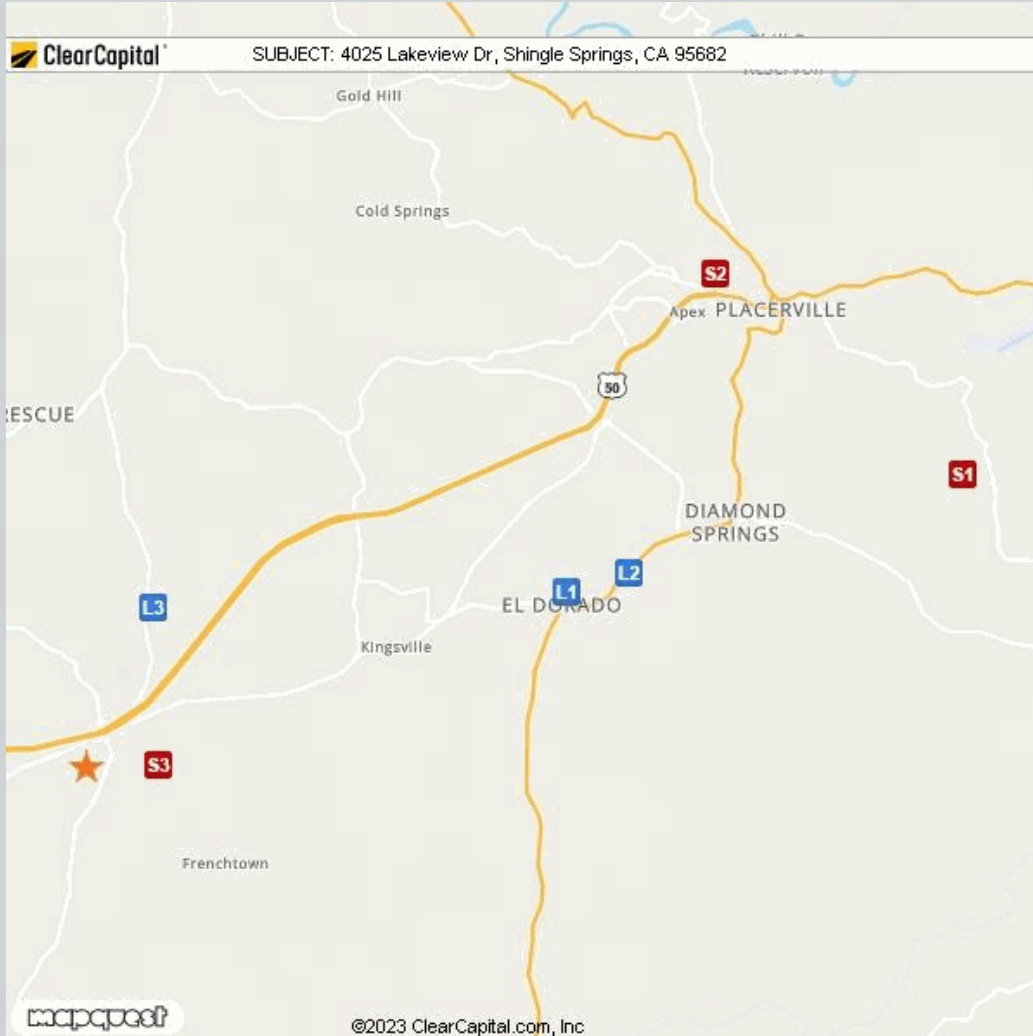 ClearCapital
SUBJECT: 4025 Lakeview Dr, Shingle Springs, CA 95682
Gold Hill
Cold Springs
S2
Apex PLACERVILLE
50
RESCUE
S1
DIAMOND
SPRINGS
L2
L1
L3
EL DORADO
Kingsville
S3
Frenchtown
mapquest
©2023 ClearCapital.com, Inc